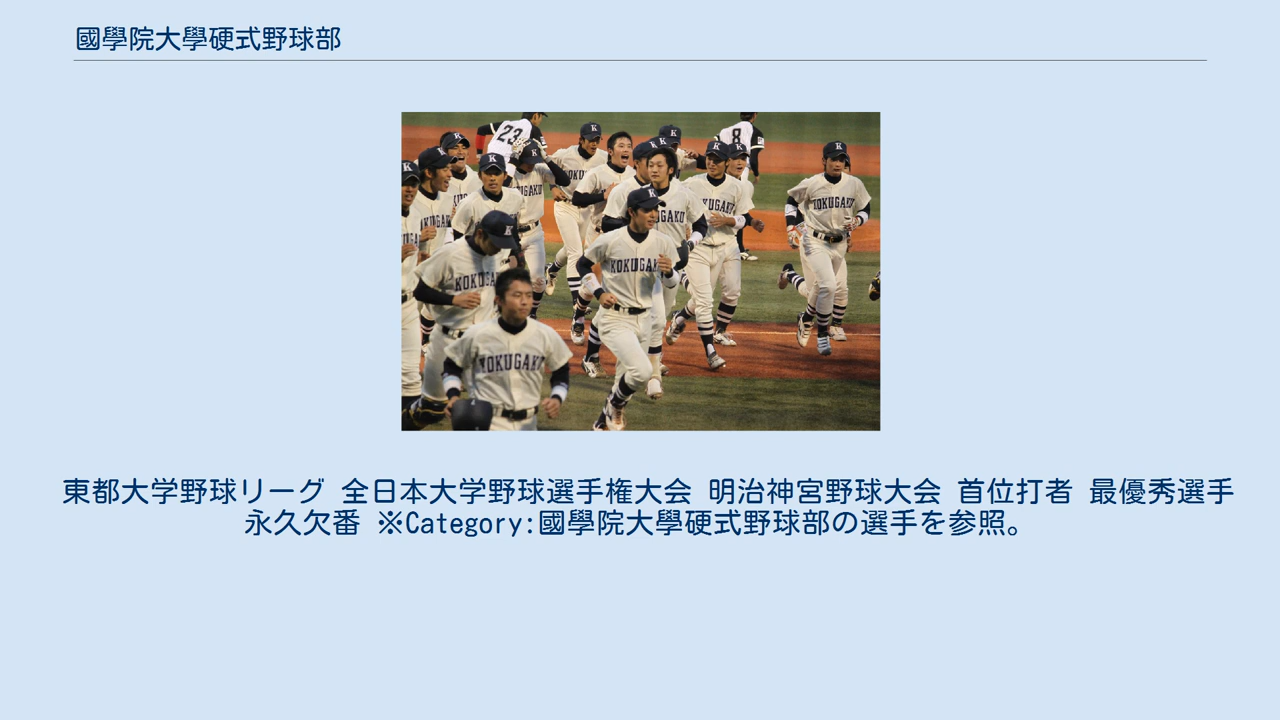 國學院大學硬式野球部
23
8
K
K
K
K
K
K
K
K
K
K
KOKUGAKU
KOKUGAKU
東都大学野球リーグ 全日本大学野球選手権大会 明治神宮野球大会 首位打者 最優秀選手
永久欠番 ※Category:國學院大學硬式野球部の選手を参照。